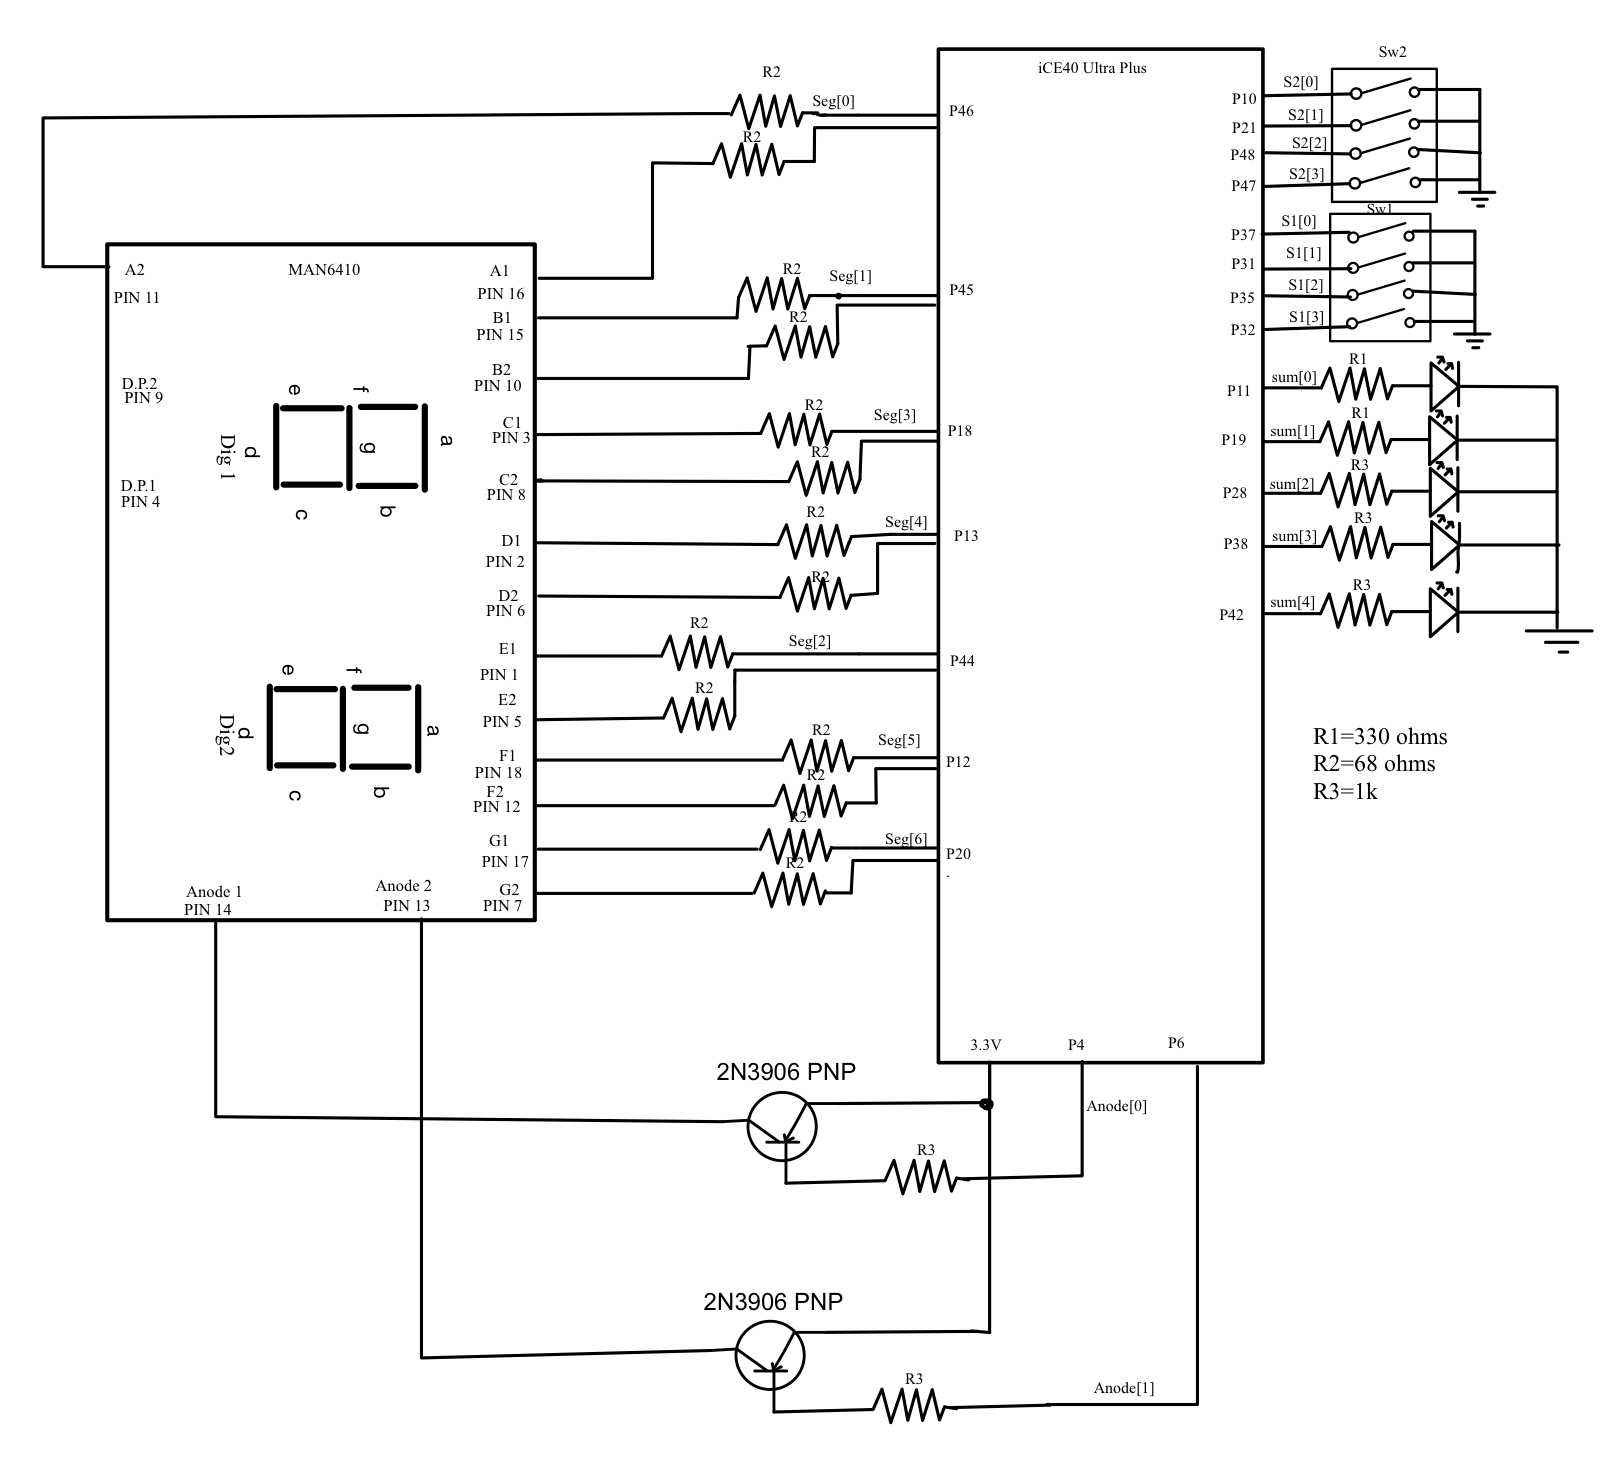 R2
Seg[0]
R2
A2
PIN 11
MAN6410
A1
PIN 16
B1
PIN 15
B2
PIN 10
D.P.2
PIN 9
C1
PIN 3
D.P.1
PIN 4
C2
PIN 8
D1
PIN 2
D2
PIN 6
E1
PIN 1
E2
PIN 5
F1
PIN 18
F2
PIN 12
G1
PIN 17
G2
PIN 7
Anode 1
PIN 14
Anode 2
PIN 13
e
f
a
g
d
Dig 1
c
b
e
f
a
g
d
Dig2
c
b
R2
Seg[1]
R2
R2
Seg[3]
R2
R2
Seg[4]
R2
R2
Seg[2]
R2
R2
Seg[5]
R2
R2
Seg[6]
R2
iCE40 Ultra Plus
P46
P45
P18
P13
P44
P12
P20
.
3.3V
P4
P6
P10
P21
P48
P47
P37
P31
P35
P32
P11
P19
P28
P38
P42
Sw2
S2[0]
S2[1]
S2[2]
S2[3]
Sw1
S1[0]
S1[1]
S1[2]
S1[3]
R1
sum[0]
R1
sum[1]
R3
sum[2]
R3
sum[3]
R3
sum[4]
R1=330 ohms
R2=68 ohms
R3=1k
2N3906 PNP
Anode[0]
R3
2N3906 PNP
R3
Anode[1]